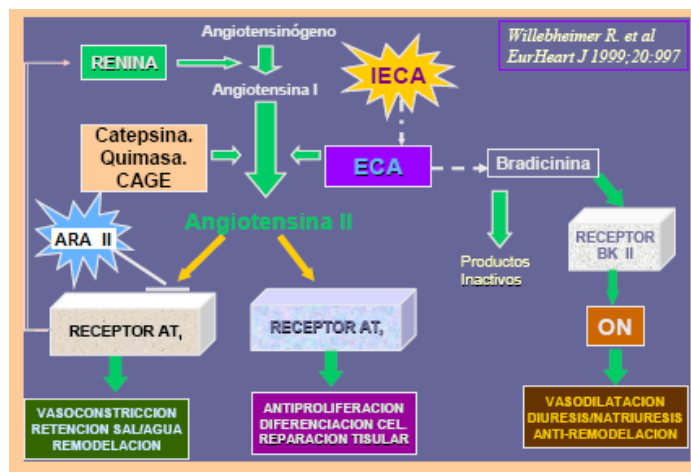 Angiotensinógeno
Willebheimer R. et al
EurHeart J 1999;20:997
RENINA
IECA
Angiotensina I
Catepsina.
Quimasa.
CAGE
ECA
Bradicinina
Angiotensina II
ARA II
RECEPTOR
BK II
Productos
Inactivos
RECEPTOR AT,
RECEPTOR AT,
ON
VASOCONSTRICCION
RETENCION SAL/AGUA
REMODELACION
ANTIPROLIFERACION
DIFERENCIACION CEL.
REPARACION TISULAR
VASODILATACION
DIURESIS/NATRIURESIS
ANTI-REMODELACION